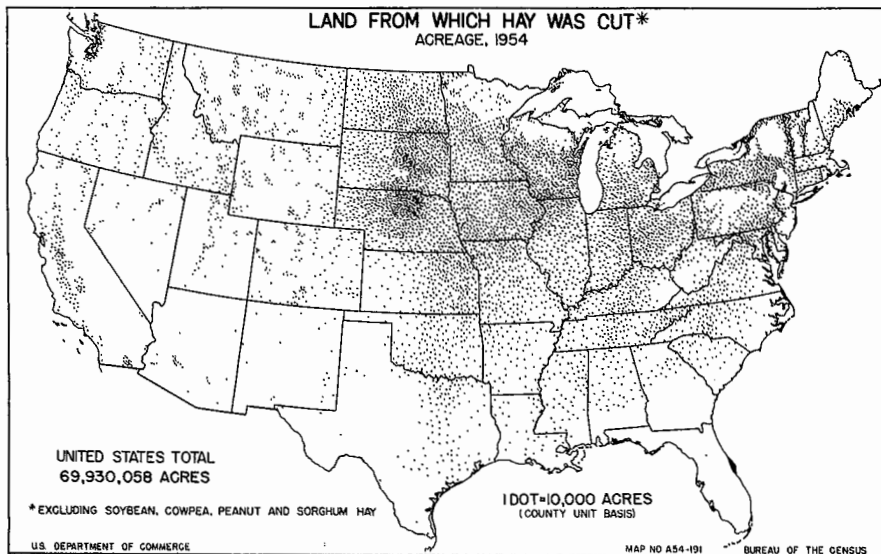 LAND FROM WHICH HAY WAS CUT*
ACREAGE, 1954
UNITED STATES TOTAL
69,930,058 ACRES
*EXCLUDING SOYBEAN, COWPEA, PEANUT AND SORGHUM HAY
1 DOT=10,000 ACRES
(COUNTY UNIT BASIS)
U.S. DEPARTMENT OF COMMERCE
MAP NO A54-191
BUREAU OF THE CENSUS